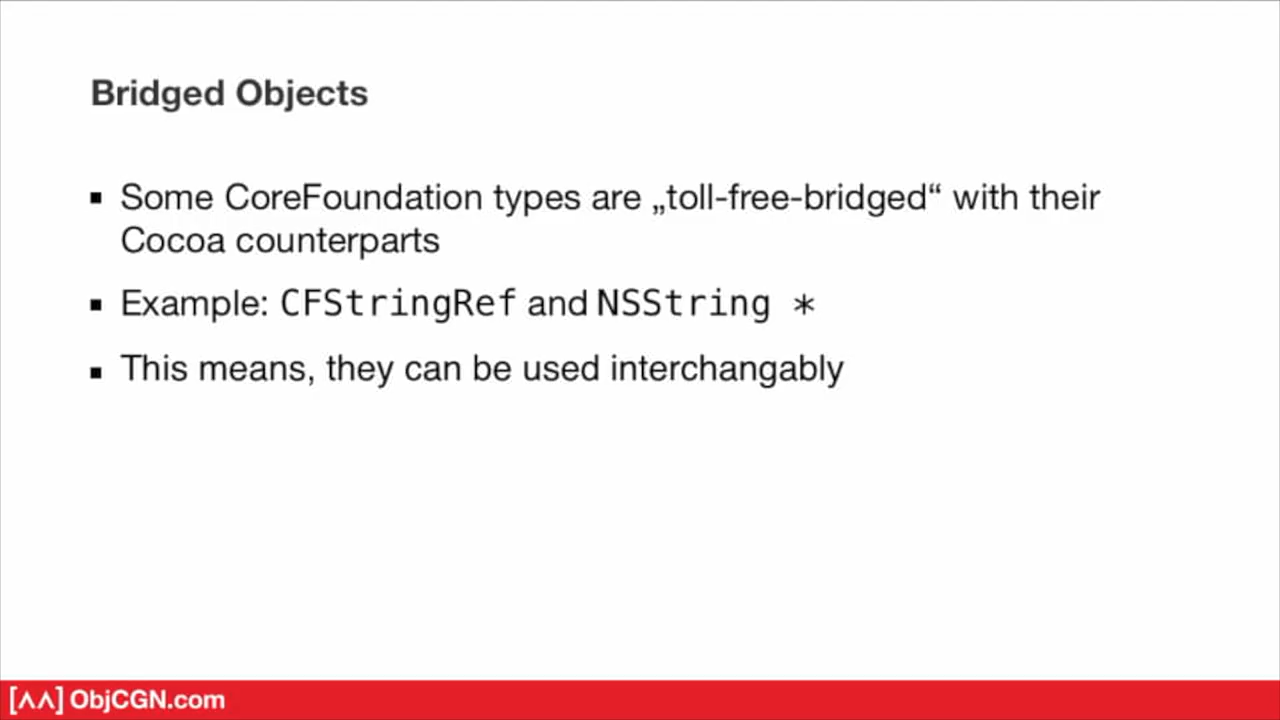 Bridged Objects
Some CoreFoundation types are „toll-free-bridged“ with their
Cocoa counterparts
Example: CFStringRef and NSString *
This means, they can be used interchangably
[ʌʌ] ObjCGN.com